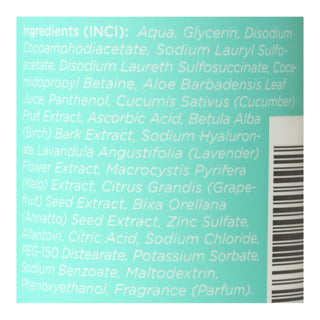 Ingredients (INCI): Aqua, Glycerin, Disodium
Cocoamphodiacetate, Sodium Lauryl Sulfo-
acetate, Disodium Laureth Sulfosuccinate, Coca-
midopropyl Betaine, Aloe Barbadensis Leaf
Juice, Panthenol, Cucumis Sativus (Cucumber)
Fruit Extract, Ascorbic Acid, Betula Alba
(Birch) Bark Extract, Sodium Hyaluron-
ate, Lavandula Angustifolia (Lavender)
Flower Extract, Macrocystis Pyrifera
(Kelp) Extract, Citrus Grandis (Grape-
fruit) Seed Extract, Bixa Orellana
(Annatto) Seed Extract, Zinc Sulfate,
Allantoin, Citric Acid, Sodium Chloride,
PEG-150 Distearate, Potassium Sorbate,
Sodium Benzoate, Maltodextrin,
Phenoxyethanol, Fragrance (Parfum).